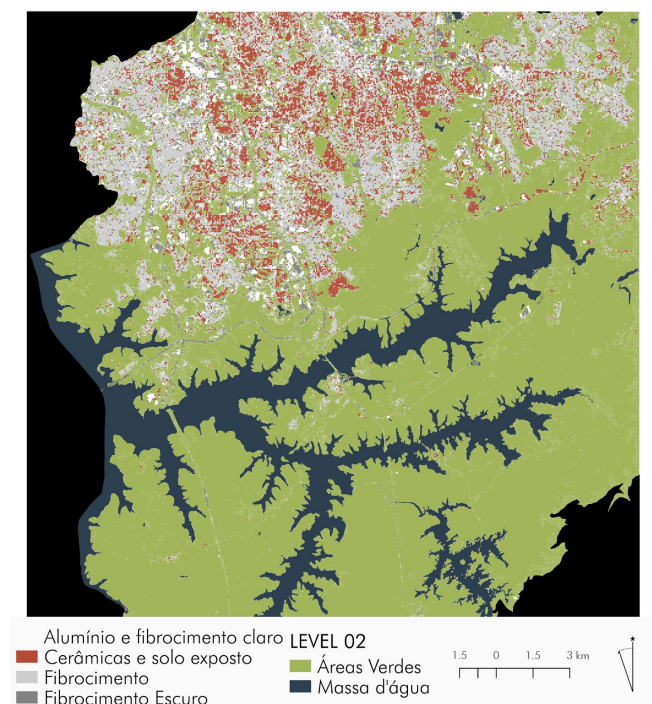 Alumínio e fibrocimento claro
Cerâmicas e solo exposto
Fibrocimento
Fibrocimento Escuro
LEVEL 02
Áreas Verdes
Massa d'água
1.5 0 1.5 3 km